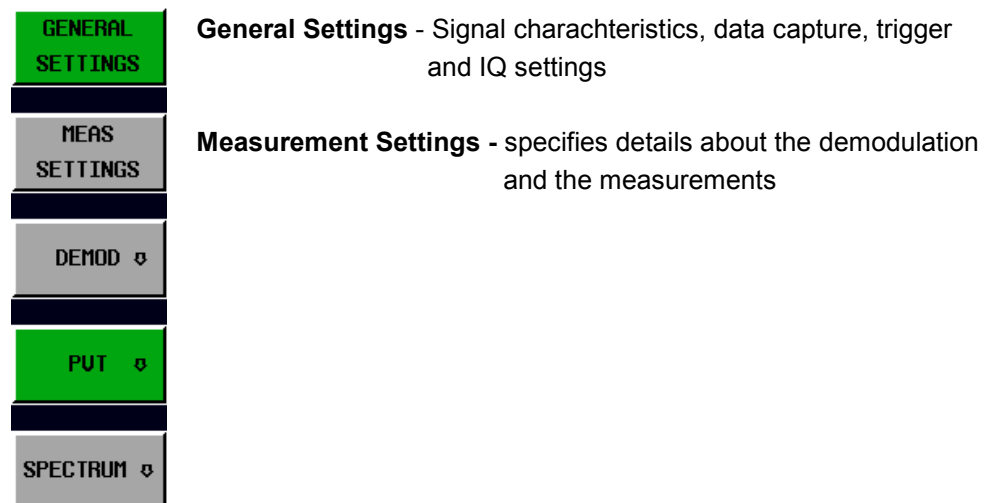 GENERAL
SETTINGS
General Settings - Signal charachteristics, data capture, trigger
and IQ settings
MEAS
SETTINGS
Measurement Settings - specifies details about the demodulation
and the measurements
DEMOD
PVT
SPECTRUM